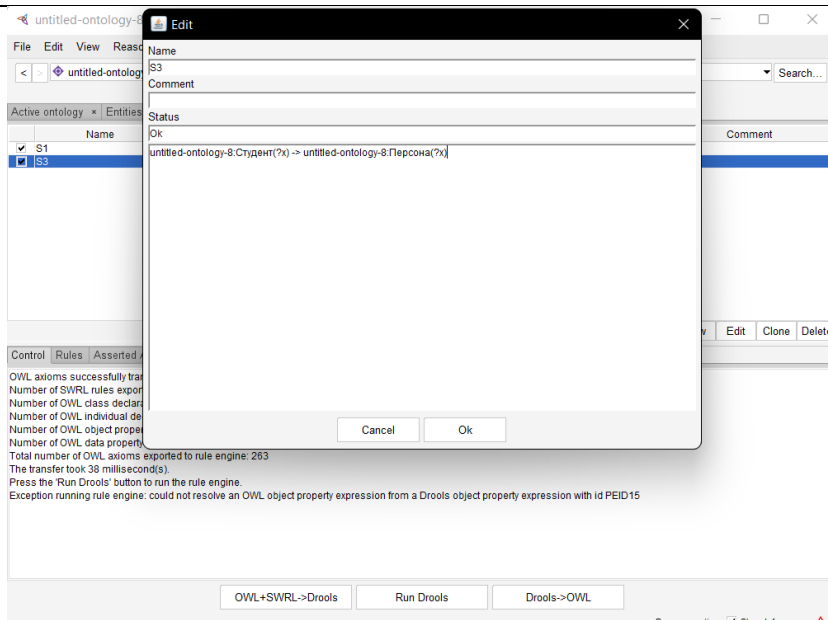 untitled-ontology-8
Edit
File Edit View Reaso
Name
S3
< > untitled-ontology
Search...
Comment
Active ontology × Entities
Status
Name
Ok
Comment
S1
untitled-ontology-8:Студент(?x) -> untitled-ontology-8:Персона(?x)
S3
Edit Clone Delete
Control Rules Asserted
OWL axioms successfully tra
Number of SWRL rules expor
Number of OWL class declara
Number of OWL individual de
Number of OWL object prope
Number of OWL data property
Cancel Ok
Total number of OWL axioms exported to rule engine: 263
The transfer took 38 millisecond(s).
Press the 'Run Drools' button to run the rule engine.
Exception running rule engine: could not resolve an OWL object property expression from a Drools object property expression with id PEID15
OWL+SWRL->Drools Run Drools Drools->OWL